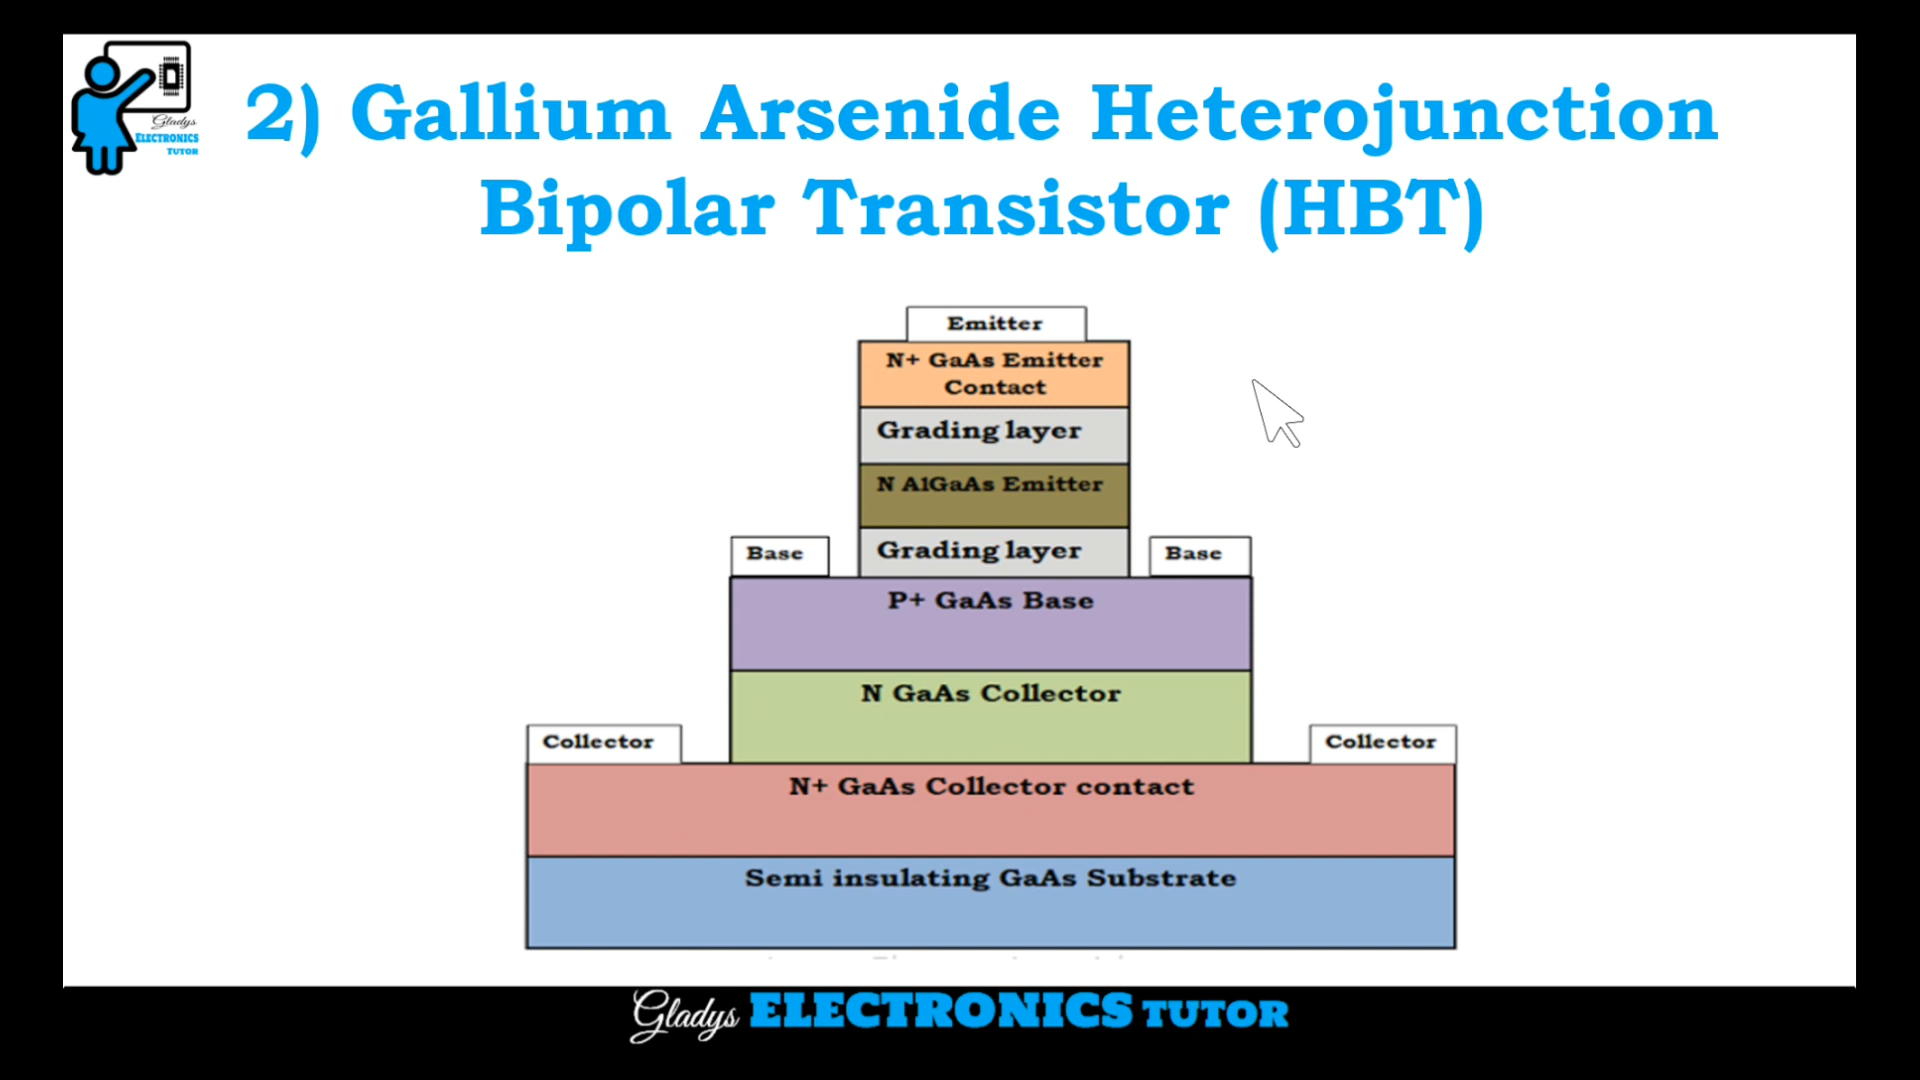 Gladys
ELECTRONICS
TUTOR
2) Gallium Arsenide Heterojunction
Bipolar Transistor (HBT)
Emitter
N+ GaAs Emitter
Contact
Grading layer
N AlGaAs Emitter
Grading layer
Base
Base
P+ GaAs Base
N GaAs Collector
Collector
Collector
N+ GaAs Collector contact
Semi insulating GaAs Substrate
Gladys ELECTRONICS TUTOR